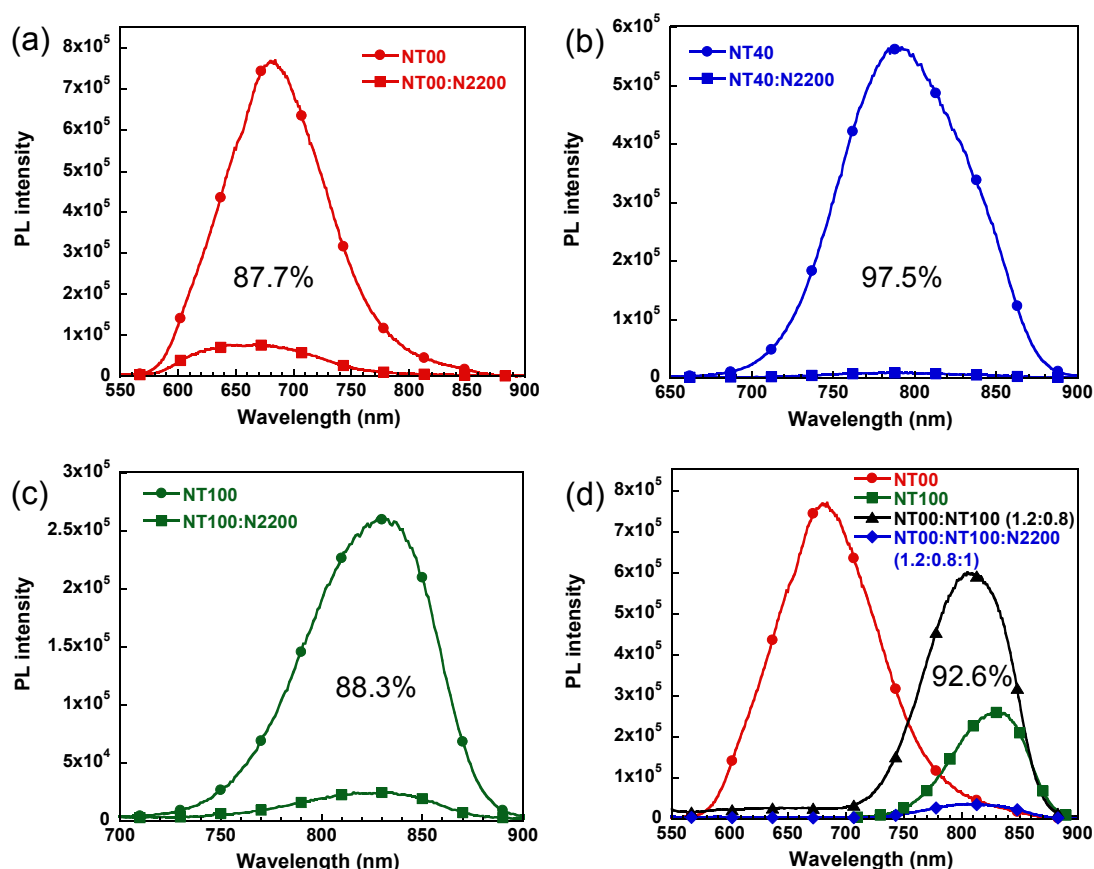 (a)
8x10⁵
7x10⁵
6x10⁵
5x10⁵
4x10⁵
3x10⁵
2x10⁵
1x10⁵
0
PL intensity
NT00
NT00:N2200
87.7%
550 600 650 700 750 800 850 900
Wavelength (nm)
(b)
6x10⁵
5x10⁵
4x10⁵
3x10⁵
2x10⁵
1x10⁵
0
PL intensity
NT40
NT40:N2200
97.5%
650 700 750 800 850 900
Wavelength (nm)
(c)
3x10⁵
2.5x10⁵
2x10⁵
1.5x10⁵
1x10⁵
5x10⁴
0
PL intensity
NT100
NT100:N2200
88.3%
700 750 800 850 900
Wavelength (nm)
(d)
8x10⁵
7x10⁵
6x10⁵
5x10⁵
4x10⁵
3x10⁵
2x10⁵
1x10⁵
0
PL intensity
NT00
NT100
NT00:NT100 (1.2:0.8)
NT00:NT100:N2200
(1.2:0.8:1)
92.6%
550 600 650 700 750 800 850 900
Wavelength (nm)